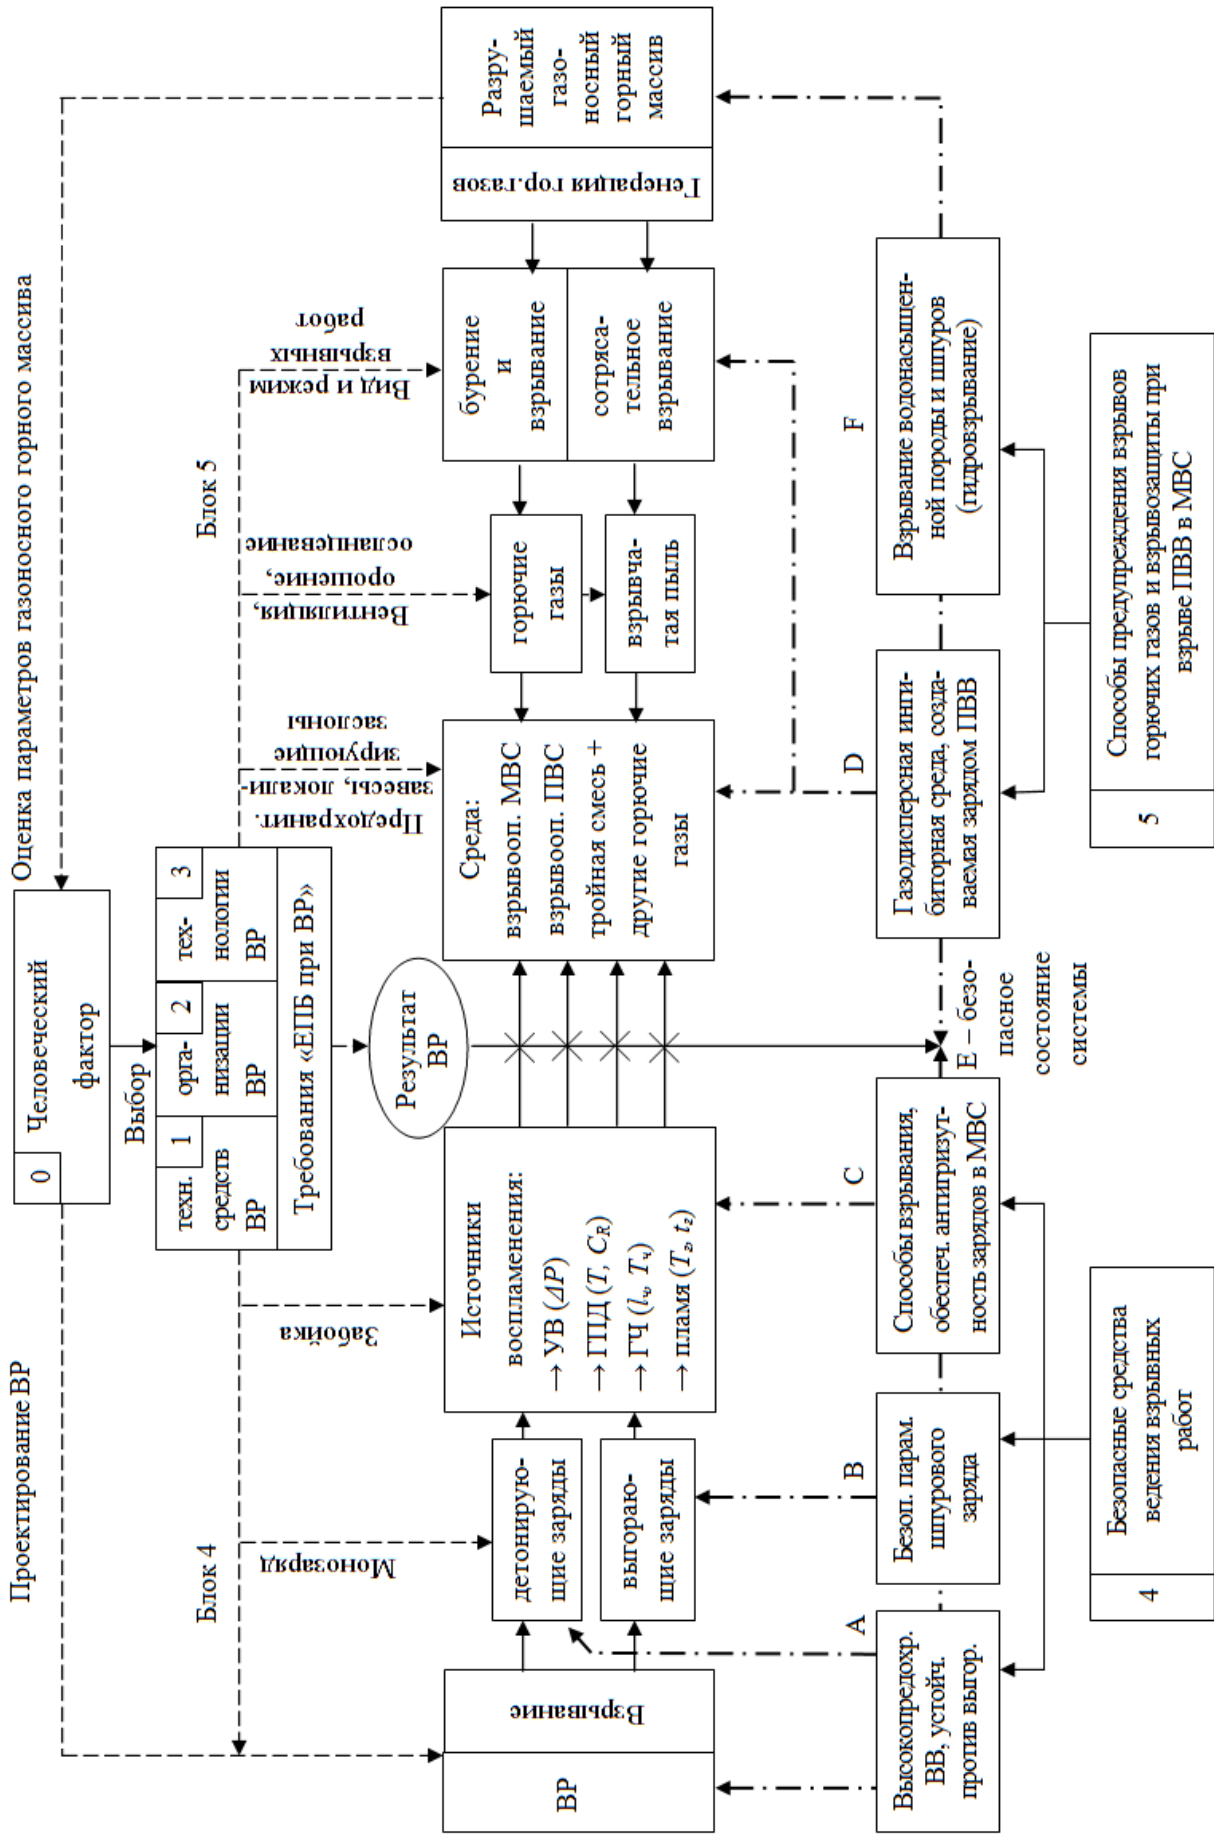 Проектирование ВР
Оценка параметров газоносного горного массива
0
Человеческий
фактор
Выбор
техн.
1
средств
ВР
орга-
2
низации
ВР
тех-
3
нологии
ВР
Требования «ЕПБ при ВР»
Результат
ВР
Блок 4
Блок 5
Монозаряд
Забойка
Предохранит.
завесы, локали-
зирующие
заслоны
Вентиляция,
орошение,
осланцевание
Вид и режим
взрывных
работ
ВР
Взрывание
детонирую-
щие заряды
выгораю-
щие заряды
Источники
воспламенения:
→ УВ (ΔP)
→ ГПД (T, C_R)
→ ГЧ (l_ч, T_ч)
→ пламя (T_г, t_г)
Среда:
взрывооп. МВС
взрывооп. ПВС
тройная смесь +
другие горючие
газы
горючие
газы
взрывча-
тая пыль
бурение
и
взрывание
сотряса-
тельное
взрывание
Генерация гор.газов
Разру-
шаемый
газо-
носный
горный
массив
A
B
C
D
F
Высокопредохр.
ВВ, устойч.
против выгор.
Безоп. парам.
шпурового
заряда
Способы взрывания,
обеспеч. антигризут-
ность зарядов в МВС
E – безо-
пасное
состояние
системы
Газодисперсная инги-
биторная среда, созда-
ваемая зарядом ПВВ
Взрывание водонасыщен-
ной породы и шпуров
(гидровзрывание)
4
Безопасные средства
ведения взрывных
работ
5
Способы предупреждения взрывов
горючих газов и взрывозащиты при
взрыве ПВВ в МВС